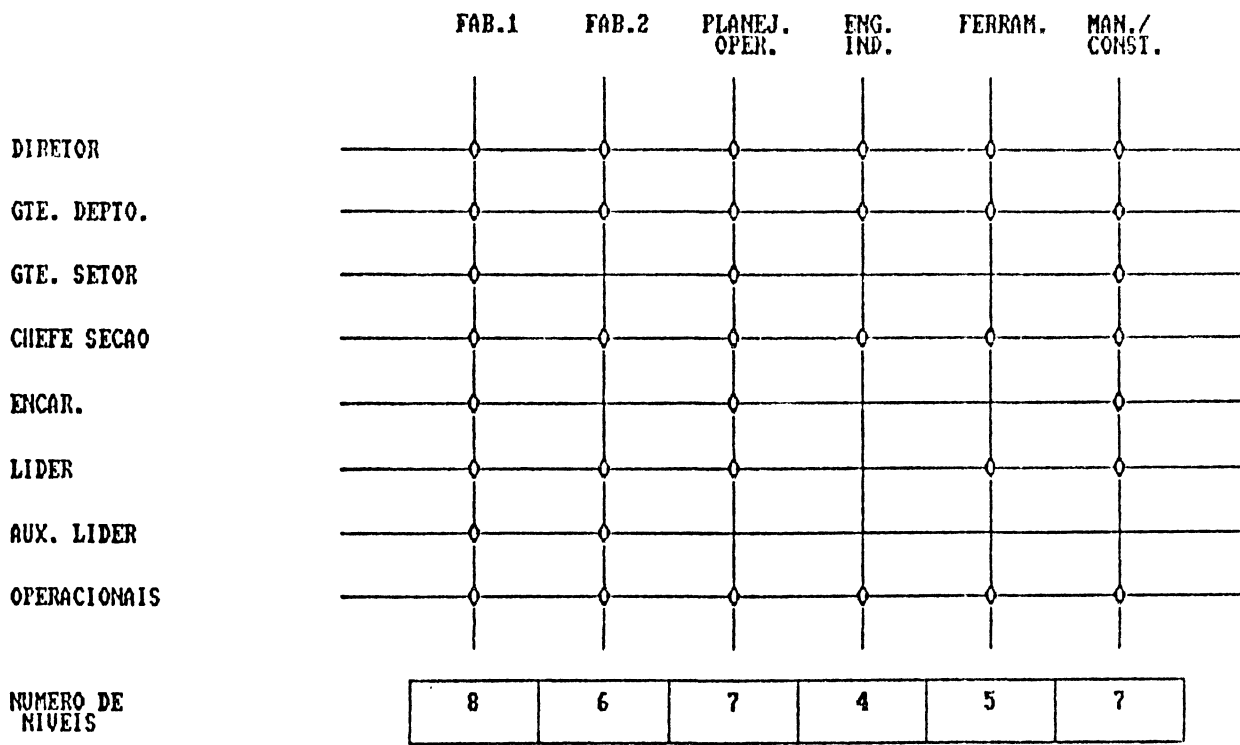 FAB.1 FAB.2 PLANEJ. ENG. FERRAM. MAN./
OPER. IND. CONST.
DIRETOR
GTE. DEPTO.
GTE. SETOR
CHEFE SECAO
ENCAR.
LIDER
AUX. LIDER
OPERACIONAIS
NUMERO DE 8 6 7 4 5 7
NIVEIS